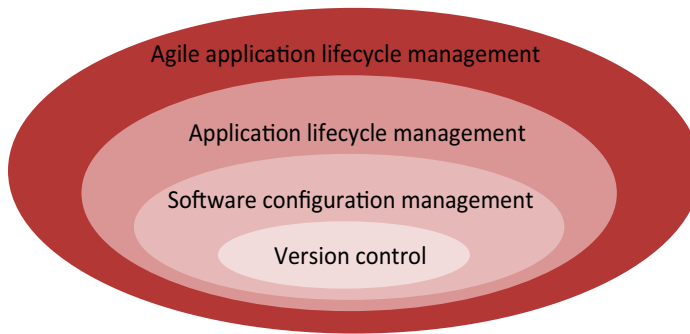 Agile application lifecycle management
Application lifecycle management
Software configuration management
Version control